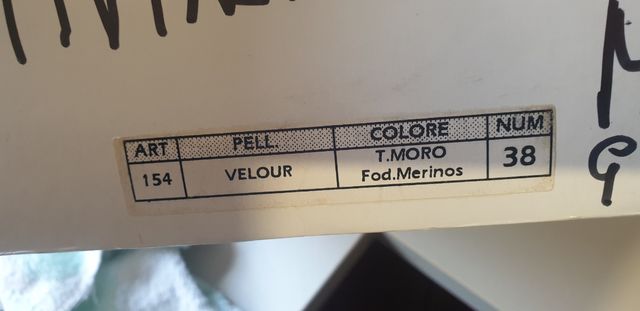 ART PELL. COLORE NUM
154 VELOUR T.MORO 38
Fod.Merinos